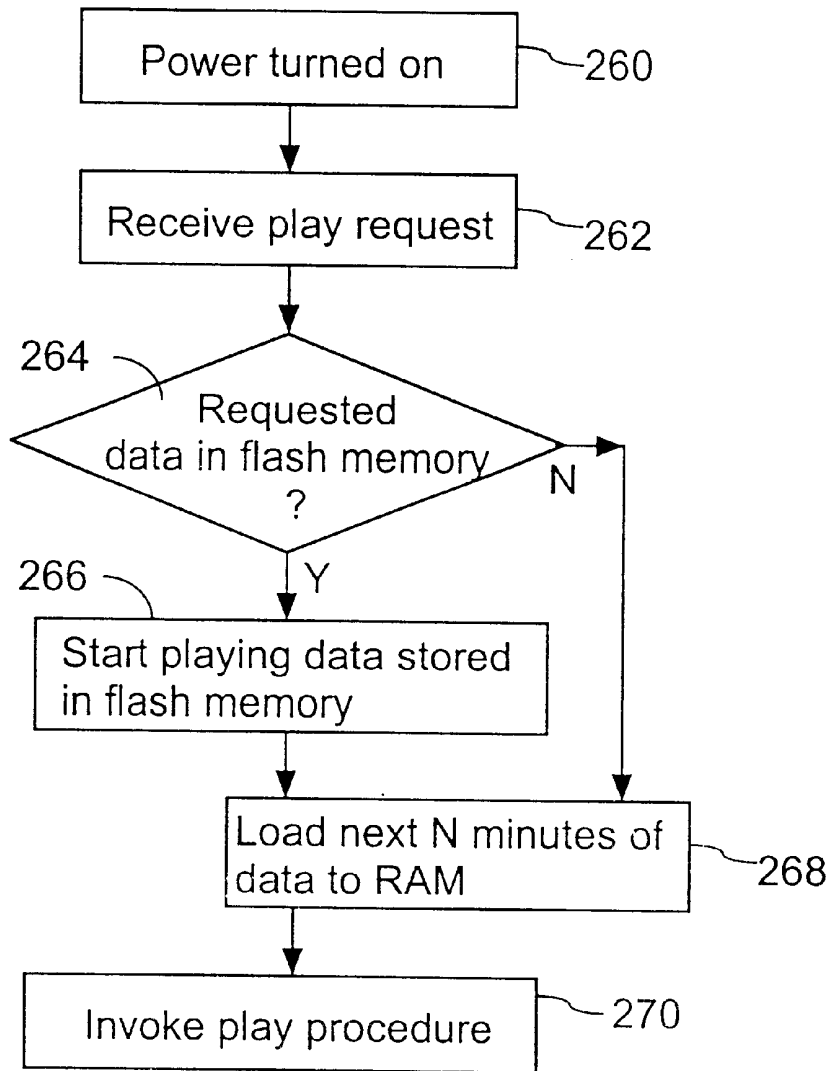 Power turned on
260
Receive play request
262
264
Requested
data in flash memory
?
N
Y
266
Start playing data stored
in flash memory
Load next N minutes of
data to RAM
268
Invoke play procedure
270